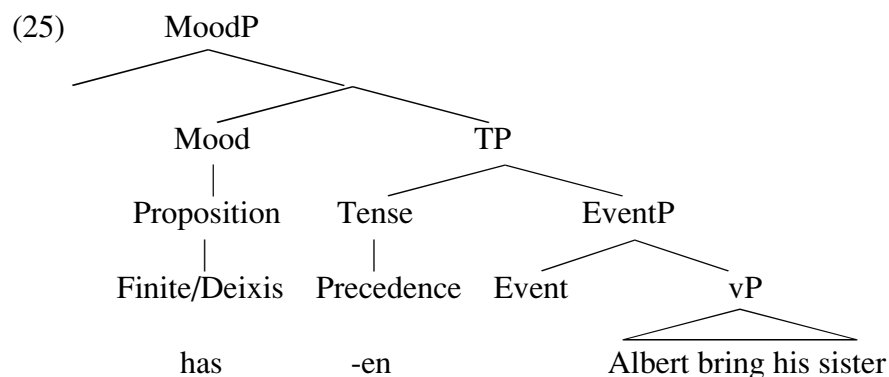 (25) MoodP
Mood TP
Proposition Tense EventP
Finite/Deixis Precedence Event vP
has -en Albert bring his sister